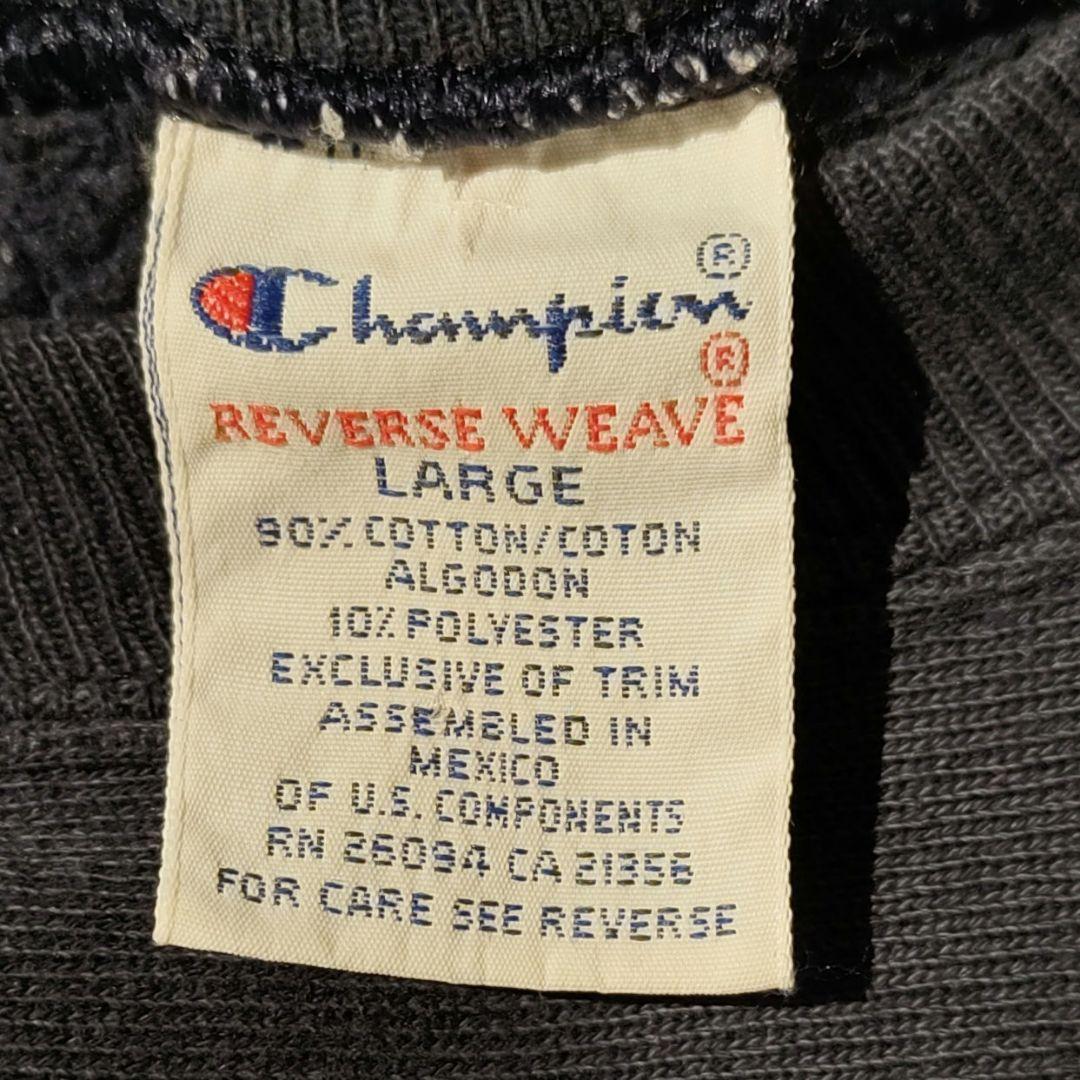 Champion®
®
REVERSE WEAVE
LARGE
90% COTTON/COTON
ALGODON
10% POLYESTER
EXCLUSIVE OF TRIM
ASSEMBLED IN
MEXICO
OF U.S. COMPONENTS
RN 26094 CA 21356
FOR CARE SEE REVERSE